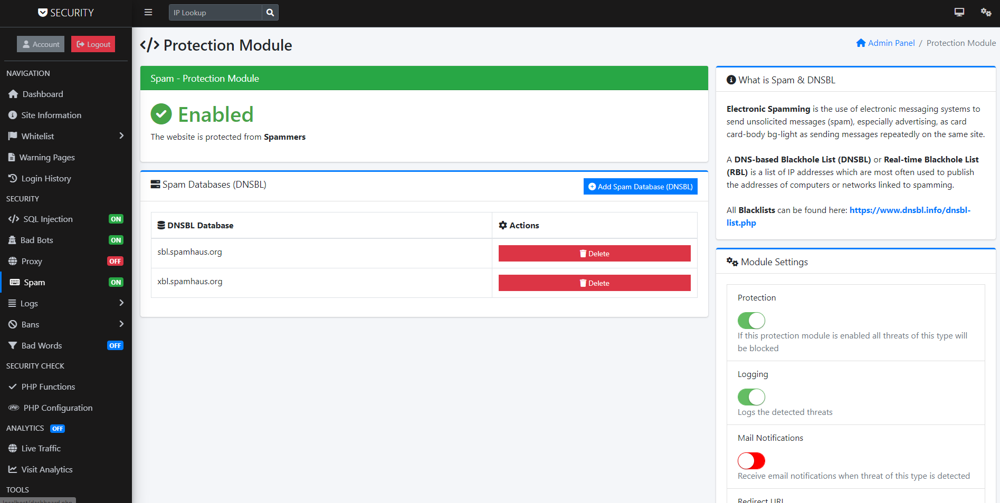 SECURITY
IP Lookup
Account
Logout
NAVIGATION
Dashboard
Site Information
Whitelist
Warning Pages
Login History
SECURITY
SQL Injection ON
Bad Bots ON
Proxy OFF
Spam ON
Logs
Bans
Bad Words OFF
SECURITY CHECK
PHP Functions
php PHP Configuration
ANALYTICS OFF
Live Traffic
Visit Analytics
TOOLS
localhost/dashboard.php
Protection Module
Admin Panel / Protection Module
Spam - Protection Module
Enabled
The website is protected from Spammers
Spam Databases (DNSBL)
Add Spam Database (DNSBL)
DNSBL Database
Actions
sbl.spamhaus.org
Delete
xbl.spamhaus.org
Delete
What is Spam & DNSBL
Electronic Spamming is the use of electronic messaging systems to
send unsolicited messages (spam), especially advertising, as card
card-body bg-light as sending messages repeatedly on the same site.
A DNS-based Blackhole List (DNSBL) or Real-time Blackhole List
(RBL) is a list of IP addresses which are most often used to publish
the addresses of computers or networks linked to spamming.
All Blacklists can be found here: https://www.dnsbl.info/dnsbl-
list.php
Module Settings
Protection
If this protection module is enabled all threats of this type will
be blocked
Logging
Logs the detected threats
Mail Notifications
Receive email notifications when threat of this type is detected
Redirect URL